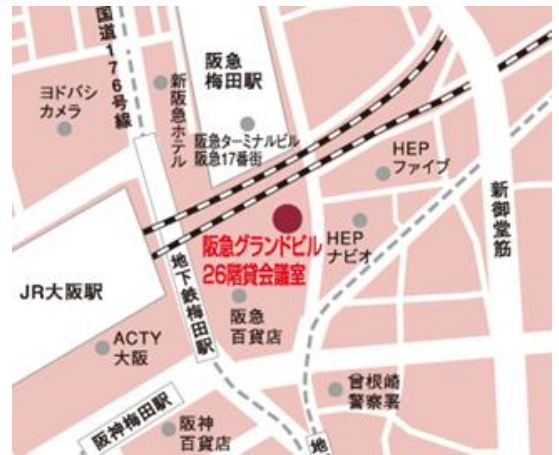 国道176号線
ヨドバシ
カメラ
新阪急ホテル
阪急
梅田駅
阪急ターミナルビル
阪急17番街
HEP
ファイブ
新御堂筋
阪急グランドビル
26階貸会議室
HEP
ナビオ
JR大阪駅
地下鉄梅田駅
阪急
百貨店
ACTY
大阪
阪神梅田駅
阪神
百貨店
曾根崎
警察署
地